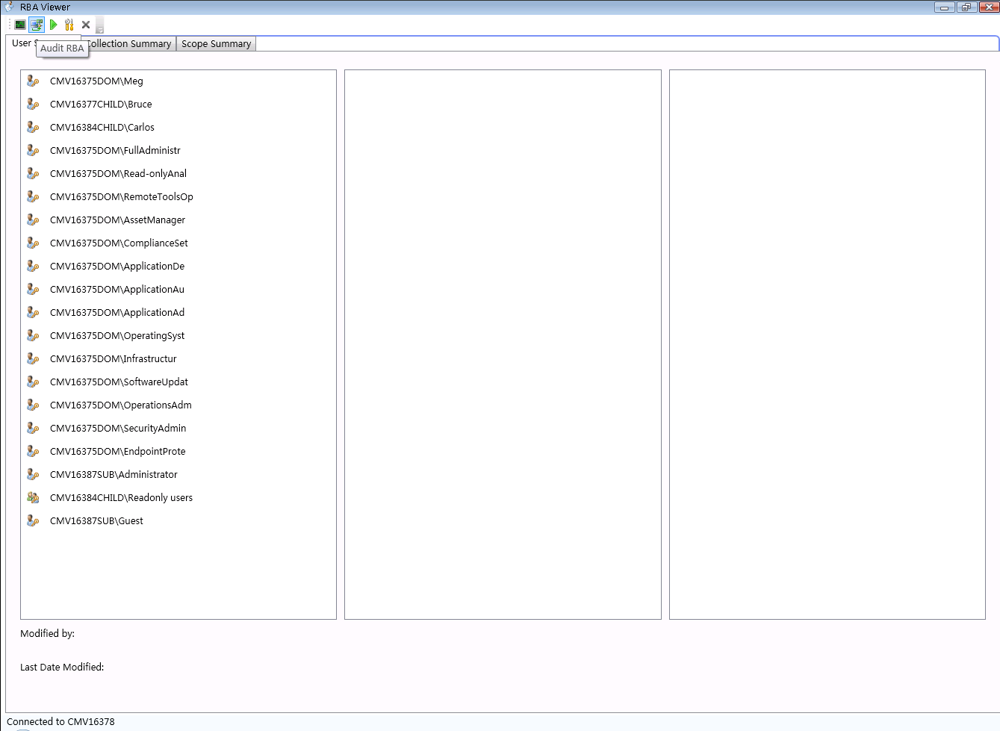 RBA Viewer
User S
Collection Summary
Scope Summary
Audit RBA
CMV16375DOM\Meg
CMV16377CHILD\Bruce
CMV16384CHILD\Carlos
CMV16375DOM\FullAdministr
CMV16375DOM\Read-onlyAnal
CMV16375DOM\RemoteToolsOp
CMV16375DOM\AssetManager
CMV16375DOM\ComplianceSet
CMV16375DOM\ApplicationDe
CMV16375DOM\ApplicationAu
CMV16375DOM\ApplicationAd
CMV16375DOM\OperatingSyst
CMV16375DOM\Infrastructur
CMV16375DOM\SoftwareUpdat
CMV16375DOM\OperationsAdm
CMV16375DOM\SecurityAdmin
CMV16375DOM\EndpointProte
CMV16387SUB\Administrator
CMV16384CHILD\Readonly users
CMV16387SUB\Guest
Modified by:
Last Date Modified:
Connected to CMV16378